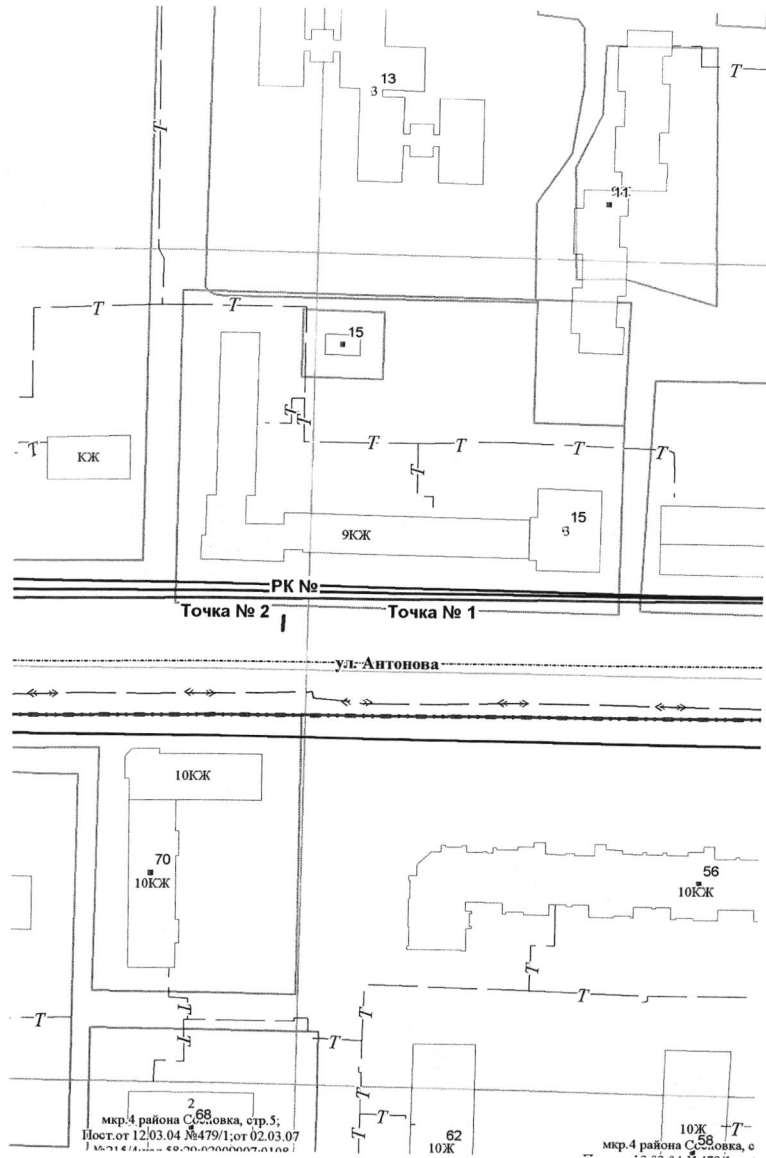 13
3
T
T
11
T
T
15
T
T
T
T
T
T
T
T
КЖ
9КЖ
15
РК №
Точка № 2
Точка № 1
ул. Антонова
10КЖ
70
10КЖ
56
10КЖ
T
T
T
T
T
T
T
T
T
T
2
68
мкр.4 района Сосновка, стр.5;
Пост.от 12.03.04 №479/1;от 02.03.07
62
10Ж
10Ж
58
мкр.4 района Сосновка, с